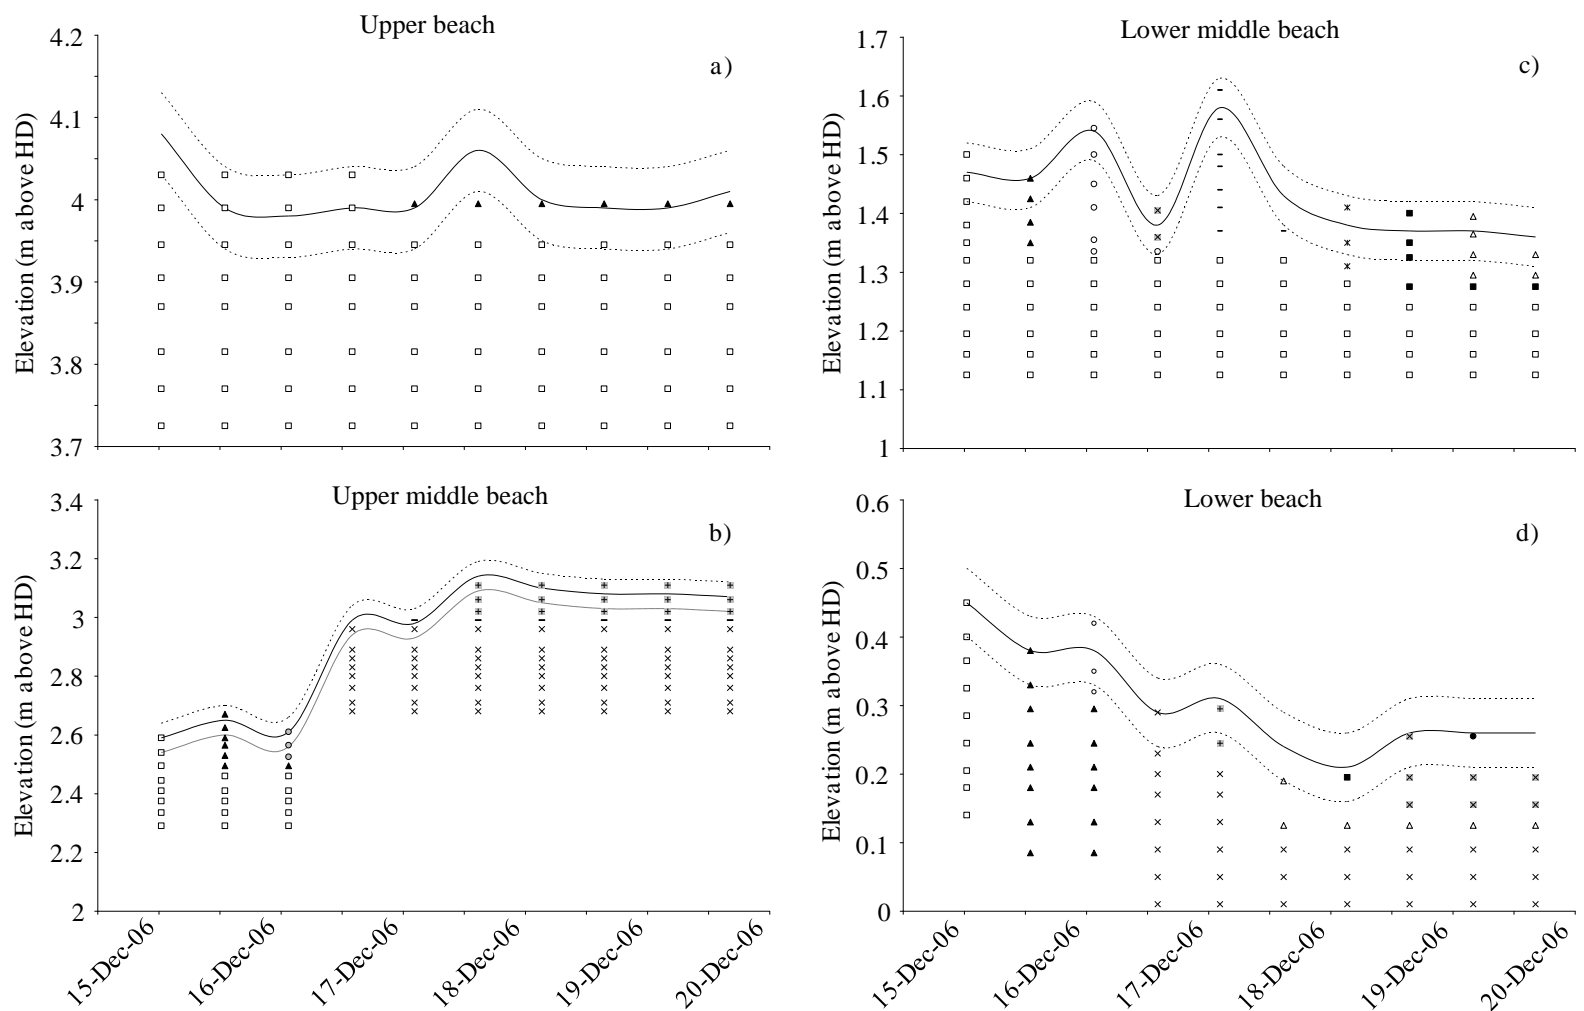 Upper beach
a)
Elevation (m above HD)
4.2
4.1
4
3.9
3.8
3.7
Lower middle beach
c)
Elevation (m above HD)
1.7
1.6
1.5
1.4
1.3
1.2
1.1
1
Upper middle beach
b)
Elevation (m above HD)
3.4
3.2
3
2.8
2.6
2.4
2.2
2
15-Dec-06
16-Dec-06
17-Dec-06
18-Dec-06
19-Dec-06
20-Dec-06
Lower beach
d)
Elevation (m above HD)
0.6
0.5
0.4
0.3
0.2
0.1
0
15-Dec-06
16-Dec-06
17-Dec-06
18-Dec-06
19-Dec-06
20-Dec-06